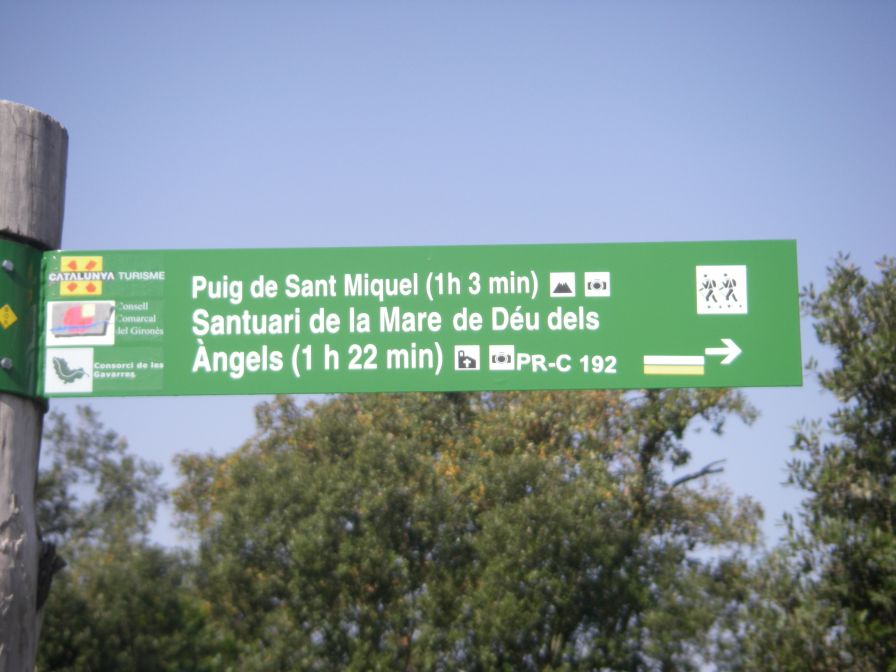 CATALUNYA TURISME
Consell
Comarcal
del Gironès
Consorci de les
Gavarres
Puig de Sant Miquel (1h 3 min)
Santuari de la Mare de Déu dels
Àngels (1 h 22 min)
PR-C 192